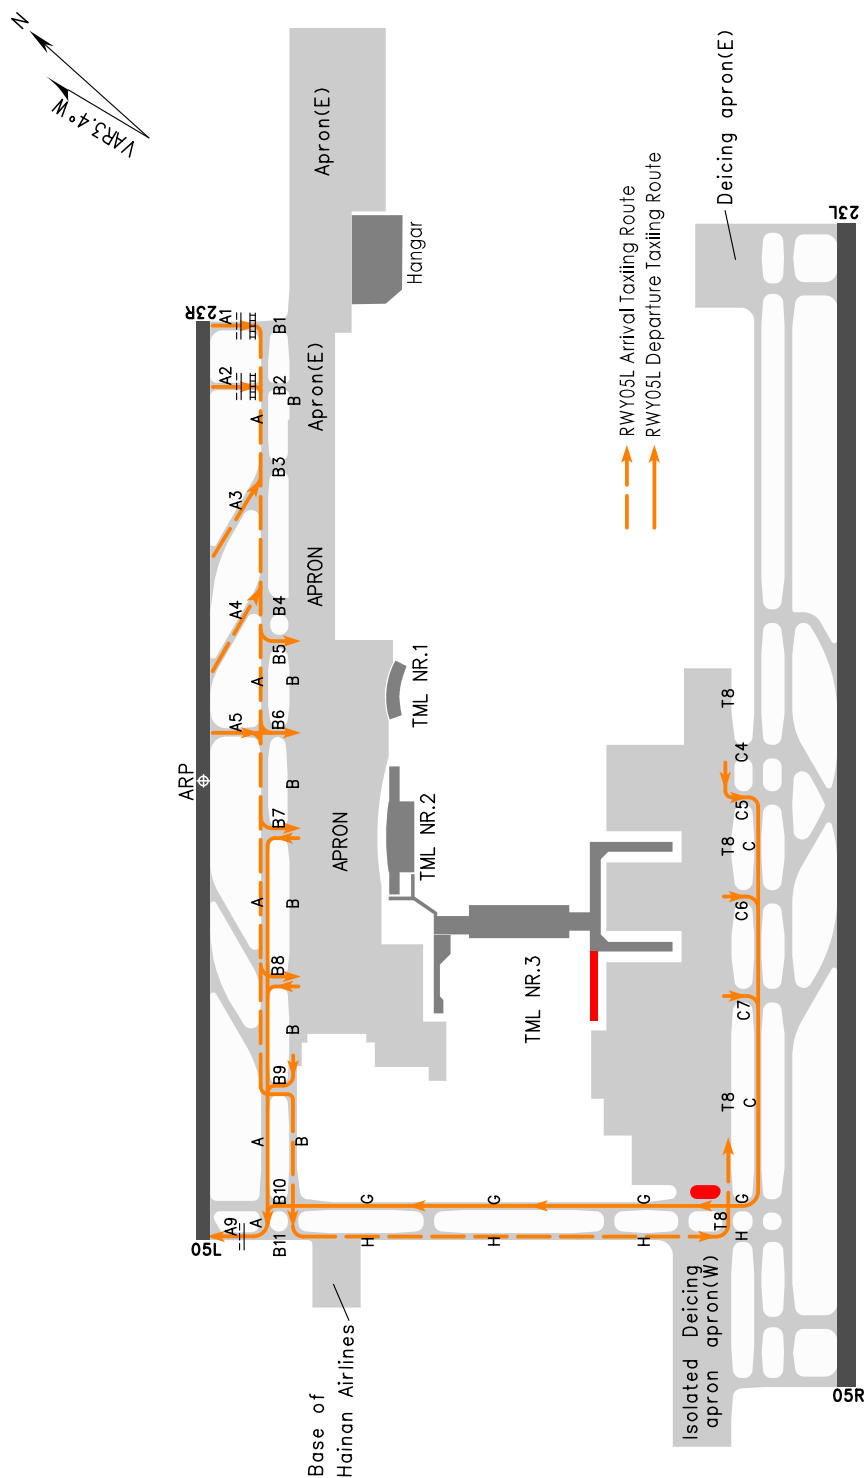 N
VAR3.4°W
Apron(E)
Deicing apron(E)
Hangar
23L
23R
A1
B1
A2
B2
B
A
Apron(E)
RWY05L Arrival Taxiing Route
RWY05L Departure Taxiing Route
B3
A3
APRON
A4
B4
B5
A
B
TML NR.1
T8
A5
B6
C4
ARP
B
B7
APRON
TML NR.2
C5
T8
C
A
B
C6
B8
TML NR.3
C7
B
B9
T8
C
A
B
B10
G
G
G
G
A9
A
T8
05L
B11
H
H
H
H
Isolated Deicing
apron apron(W)
Base of
Hainan Airlines
05R